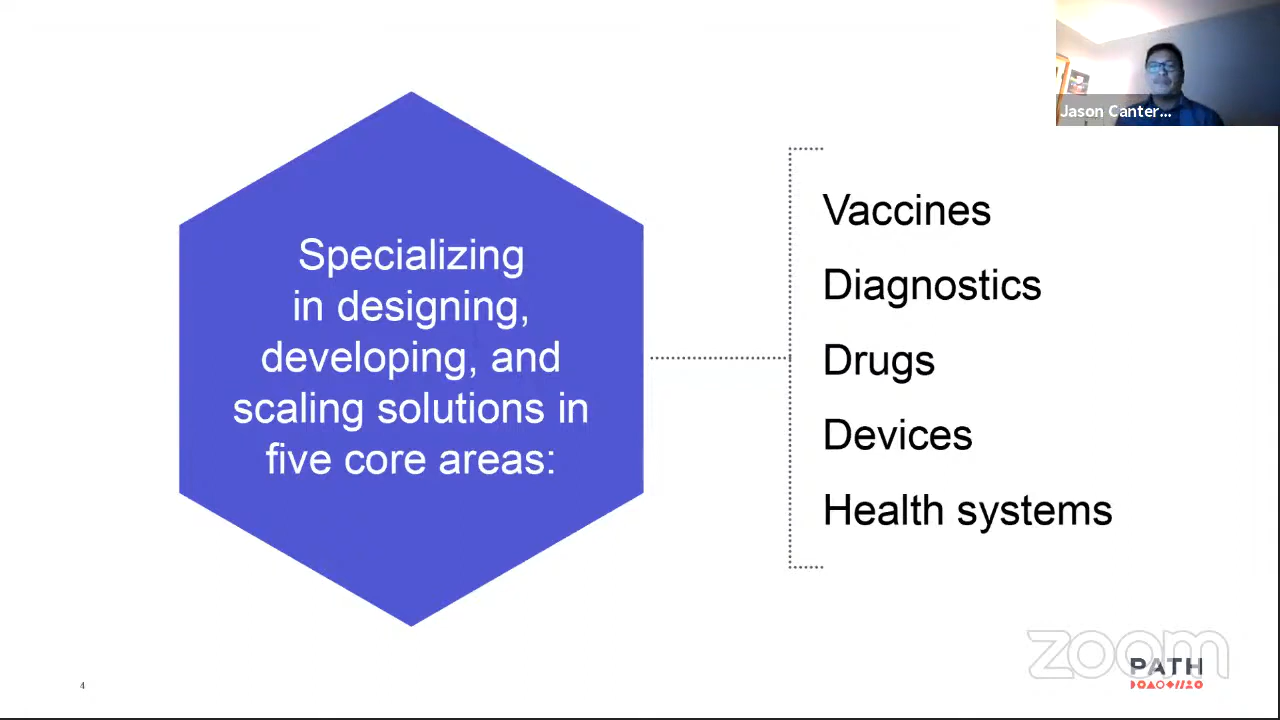 Jason Canter...
Specializing
in designing,
developing, and
scaling solutions in
five core areas:
Vaccines
Diagnostics
Drugs
Devices
Health systems
zoom
PATH
4